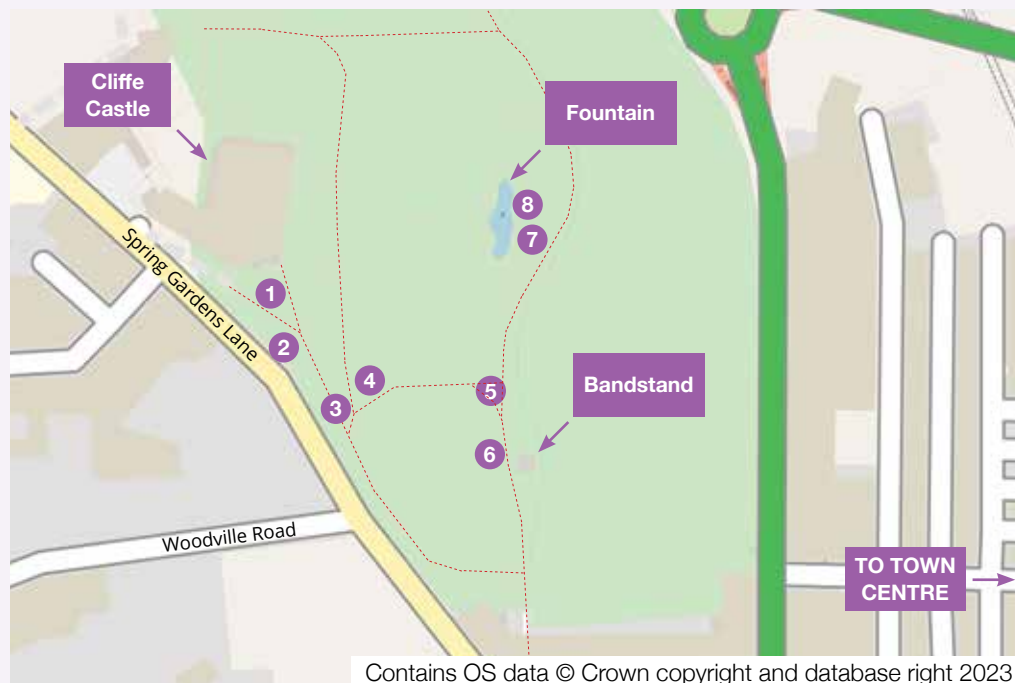 Cliffe
Castle
Fountain
8
7
Spring Gardens Lane
1
2
4
3
5
Bandstand
6
Woodville Road
TO TOWN
CENTRE
Contains OS data © Crown copyright and database right 2023